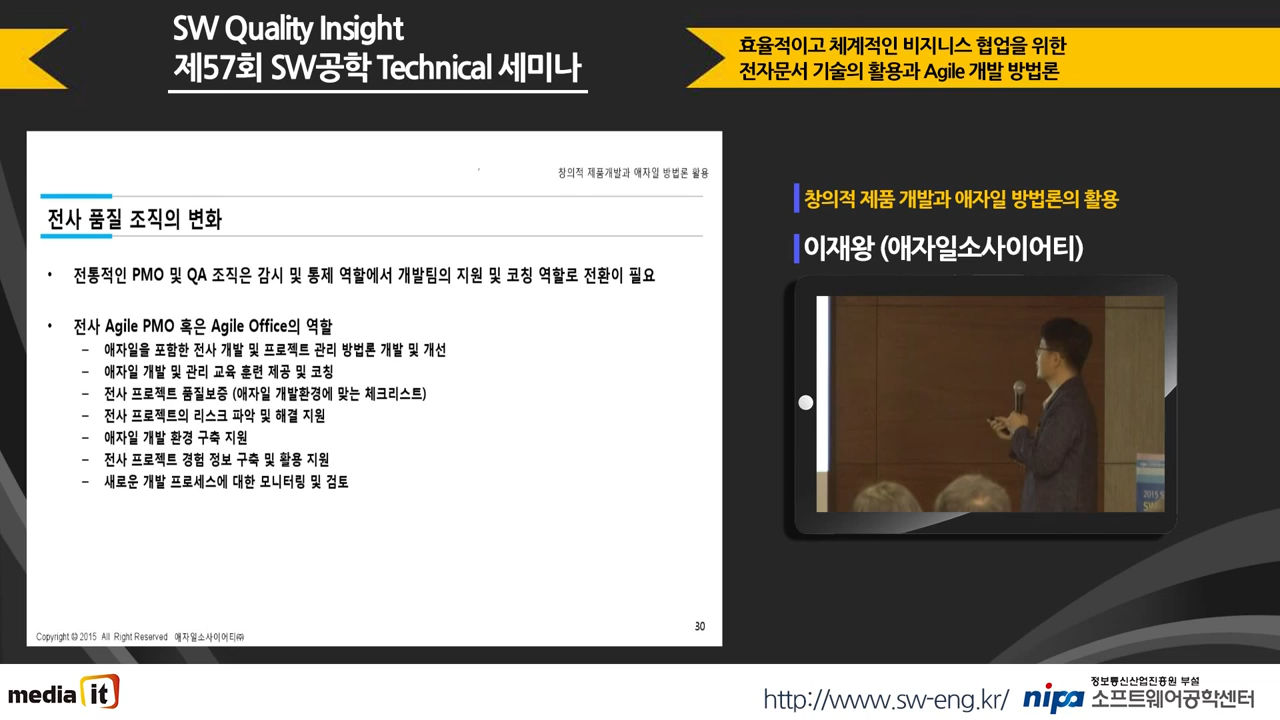 SW Quality Insight
제57회 SW공학 Technical 세미나
효율적이고 체계적인 비지니스 협업을 위한
전자문서 기술의 활용과 Agile 개발 방법론
창의적 제품개발과 애자일 방법론 활용
전사 품질 조직의 변화
• 전통적인 PMO 및 QA 조직은 감시 및 통제 역할에서 개발팀의 지원 및 코칭 역할로 전환이 필요
• 전사 Agile PMO 혹은 Agile Office의 역할
– 애자일을 포함한 전사 개발 및 프로젝트 관리 방법론 개발 및 개선
– 애자일 개발 및 관리 교육 훈련 제공 및 코칭
– 전사 프로젝트 품질보증 (애자일 개발환경에 맞는 체크리스트)
– 전사 프로젝트의 리스크 파악 및 해결 지원
– 애자일 개발 환경 구축 지원
– 전사 프로젝트 경험 정보 구축 및 활용 지원
– 새로운 개발 프로세스에 대한 모니터링 및 검토
30
Copyright © 2015 All Right Reserved 애자일소사이어티㈜
창의적 제품 개발과 애자일 방법론의 활용
이재왕 (애자일소사이어티)
2015 S
SW
media it
http://www.sw-eng.kr/
nipa
정보통신산업진흥원 부설
소프트웨어공학센터